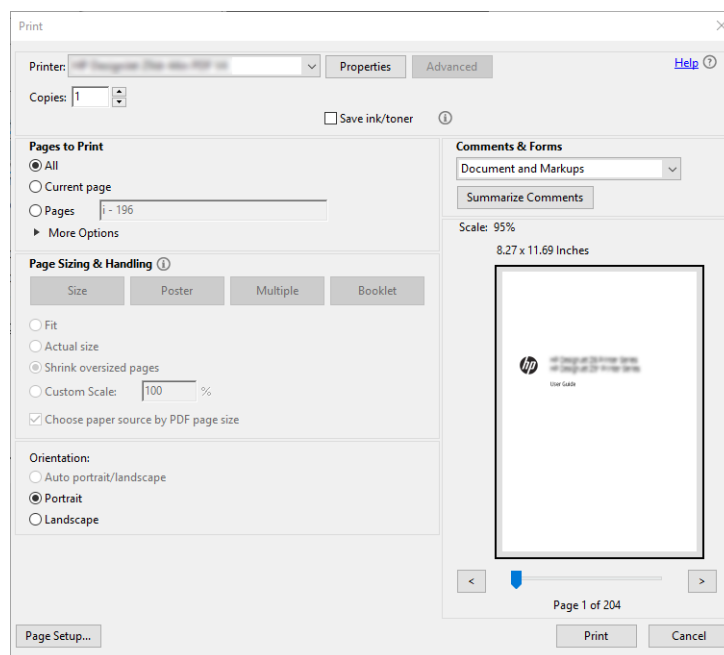 Print
Printer: Properties Advanced Help
Copies: 1
Save ink/toner
Pages to Print
All
Current page
Pages i - 196
More Options
Comments & Forms
Document and Markups
Summarize Comments
Scale: 95%
8.27 x 11.69 Inches
Page Sizing & Handling
Size Poster Multiple Booklet
Fit
Actual size
Shrink oversized pages
Custom Scale: 100 %
Choose paper source by PDF page size
hp
User Guide
Orientation:
Auto portrait/landscape
Portrait
Landscape
< >
Page 1 of 204
Page Setup... Print Cancel